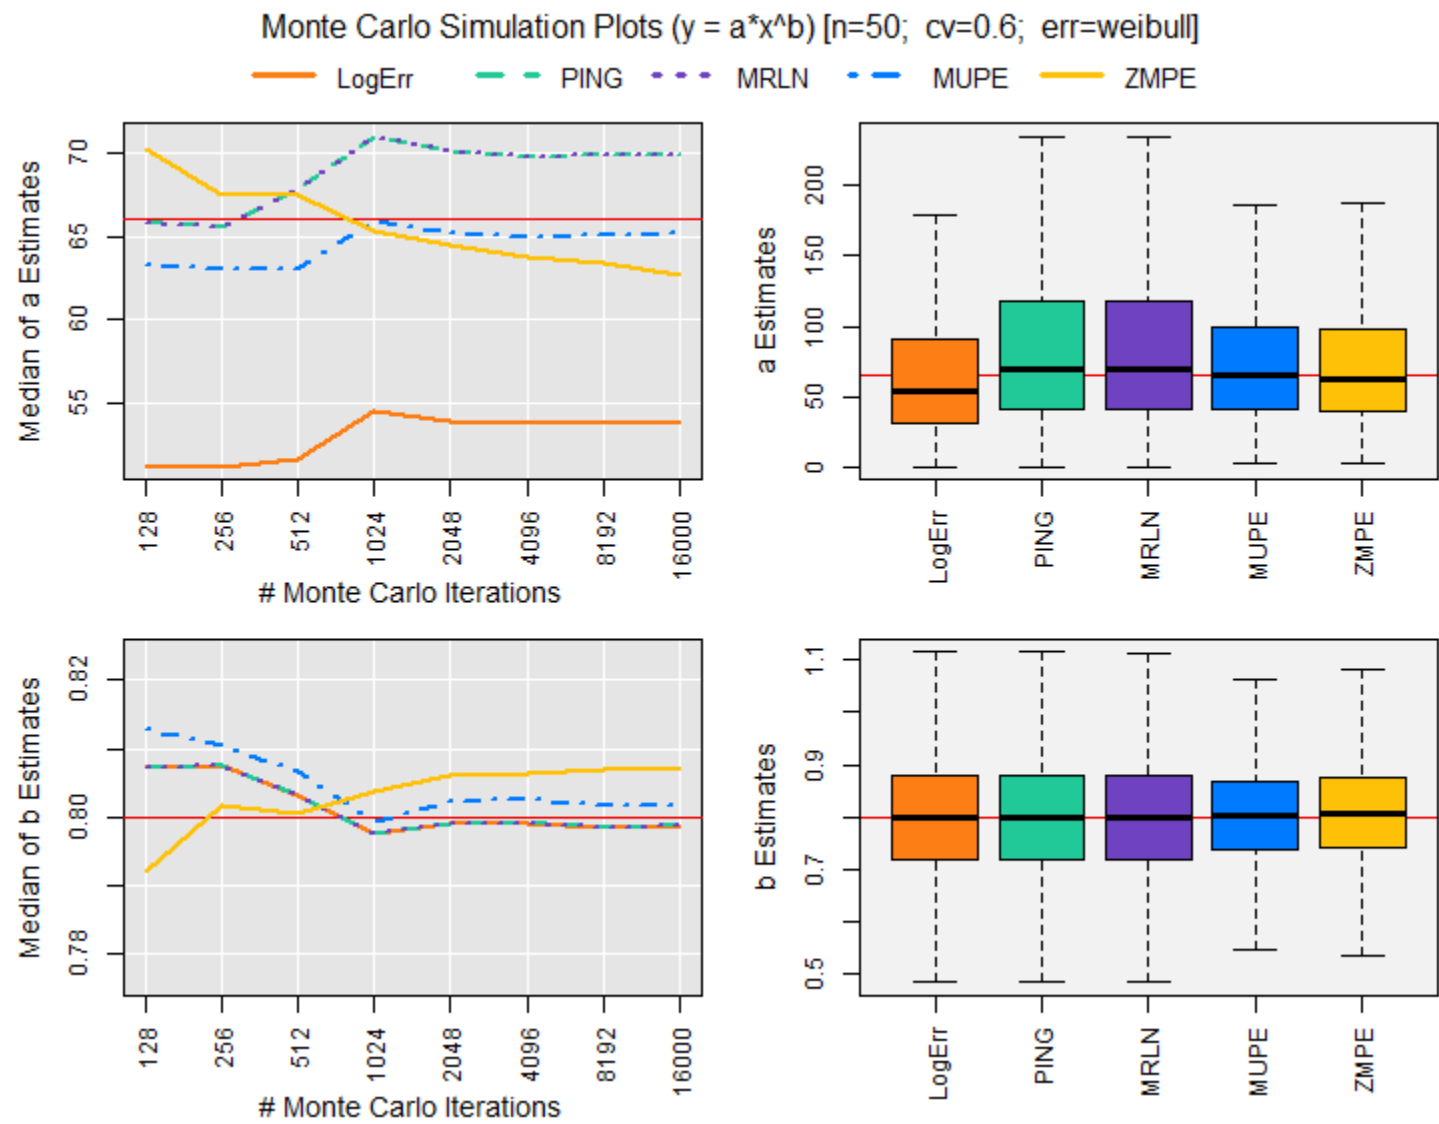 Monte Carlo Simulation Plots (y = a*x^b) [n=50; cv=0.6; err=weibull]
LogErr PING MRLN MUPE ZMPE
Median of a Estimates
70
65
60
55
128 256 512 1024 2048 4096 8192 16000
# Monte Carlo Iterations
a Estimates
200
150
100
50
0
LogErr PING MRLN MUPE ZMPE
Median of b Estimates
0.82
0.80
0.78
128 256 512 1024 2048 4096 8192 16000
# Monte Carlo Iterations
b Estimates
1.1
0.9
0.7
0.5
LogErr PING MRLN MUPE ZMPE